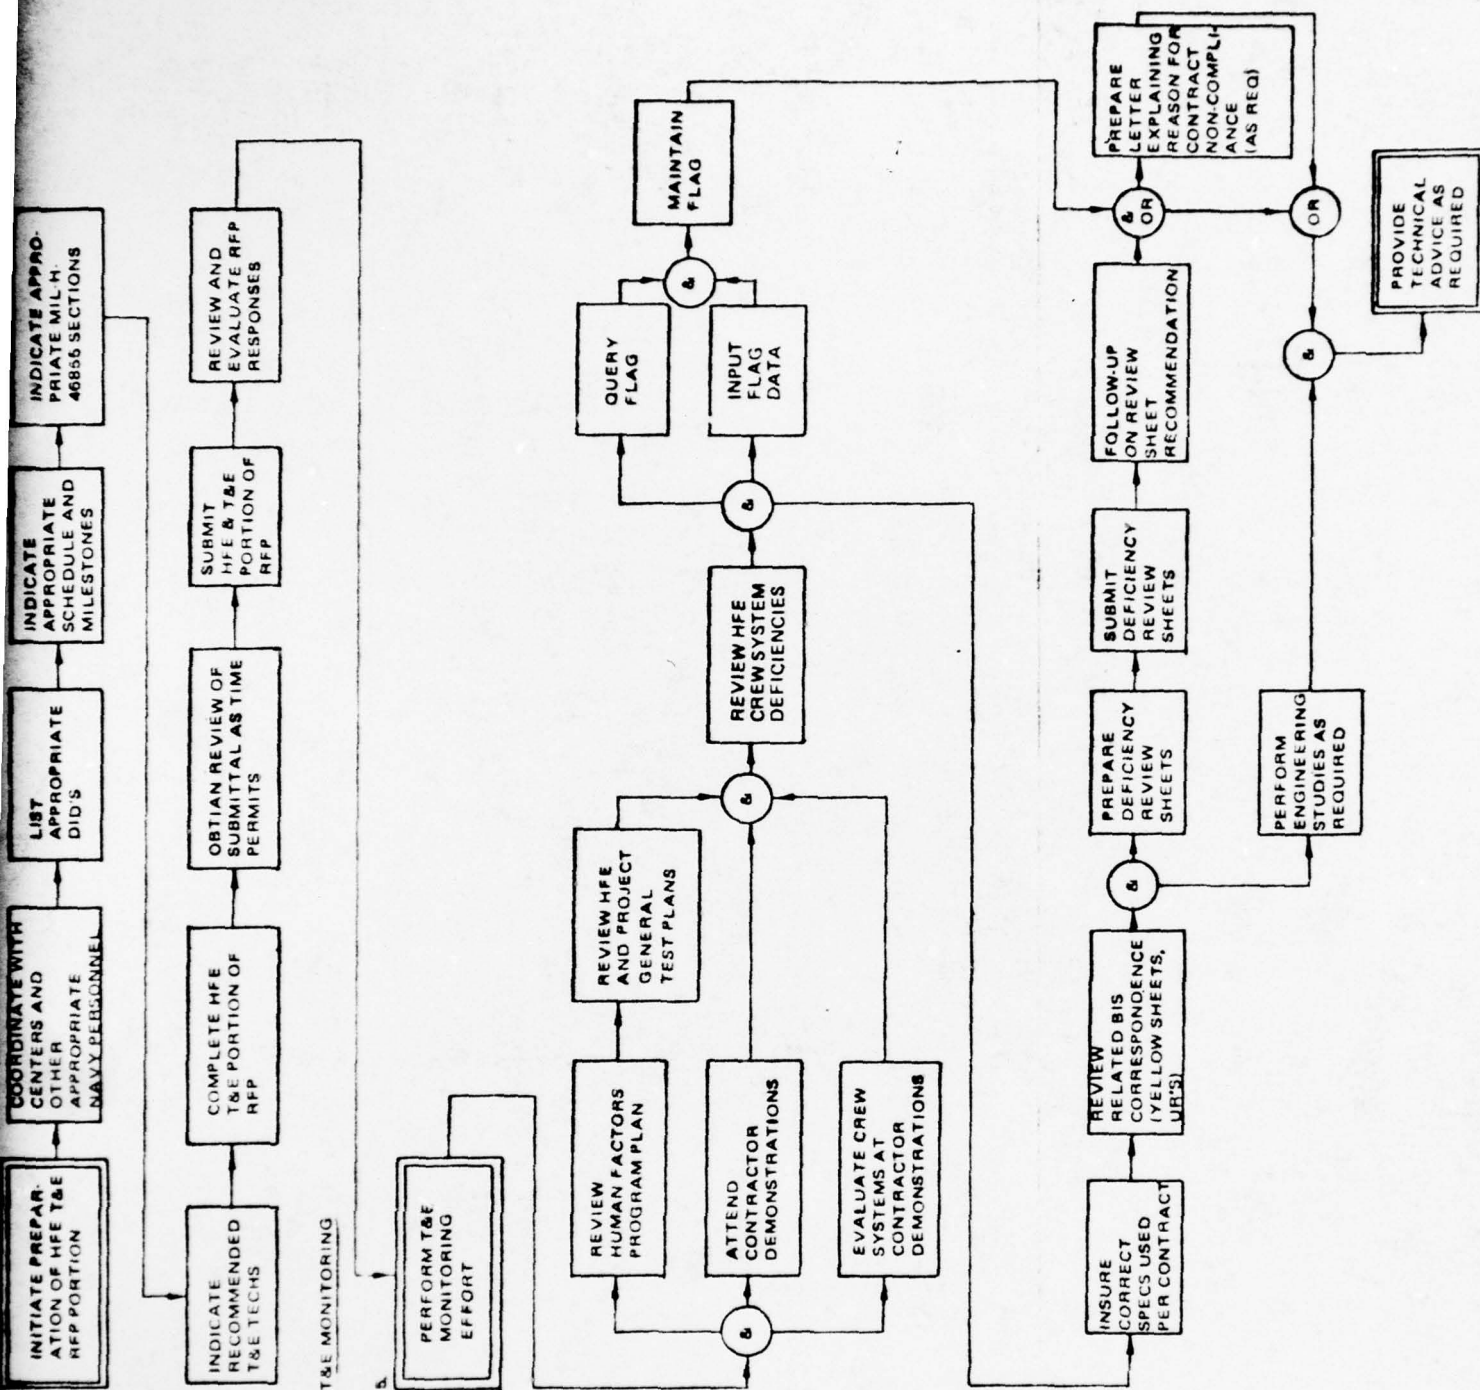 INITIATE PREPAR-
ATION OF HFE T&E
RFP PORTION
COORDINATE WITH
CENTERS AND
OTHER
APPROPRIATE
NAVY PERSONNEL
LIST
APPROPRIATE
DID'S
INDICATE
APPROPRIATE
SCHEDULE AND
MILESTONES
INDICATE APPRO-
PRIATE MIL-H-
46855 SECTIONS
INDICATE
RECOMMENDED
T&E TECHS
COMPLETE HFE
T&E PORTION OF
RFP
OBTIAN REVIEW OF
SUBMITTAL AS TIME
PERMITS
SUBMIT
HFE & T&E
PORTION OF
RFP
REVIEW AND
EVALUATE RFP
RESPONSES
T&E MONITORING
PERFORM T&E
MONITORING
EFFORT
&
REVIEW
HUMAN FACTORS
PROGRAM PLAN
ATTEND
CONTRACTOR
DEMONSTRATIONS
EVALUATE CREW
SYSTEMS AT
CONTRACTOR
DEMONSTRATIONS
REVIEW HFE
AND PROJECT
GENERAL
TEST PLANS
&
REVIEW HFE
CREW SYSTEM
DEFICIENCIES
&
QUERY
FLAG
INPUT
FLAG
DATA
&
MAINTAIN
FLAG
INSURE
CORRECT
SPECS USED
PER CONTRACT
REVIEW
RELATED BIS
CORRESPONDENCE
(YELLOW SHEETS,
UR'S)
&
PREPARE
DEFICIENCY
REVIEW
SHEETS
SUBMIT
DEFICIENCY
REVIEW
SHEETS
FOLLOW-UP
ON REVIEW
SHEET
RECOMMENDATION
&
OR
PREPARE
LETTER
EXPLAINING
REASON FOR
CONTRACT
NON-COMPLI-
ANCE
(AS REQ)
OR
PERFORM
ENGINEERING
STUDIES AS
REQUIRED
&
PROVIDE
TECHNICAL
ADVICE AS
REQUIRED